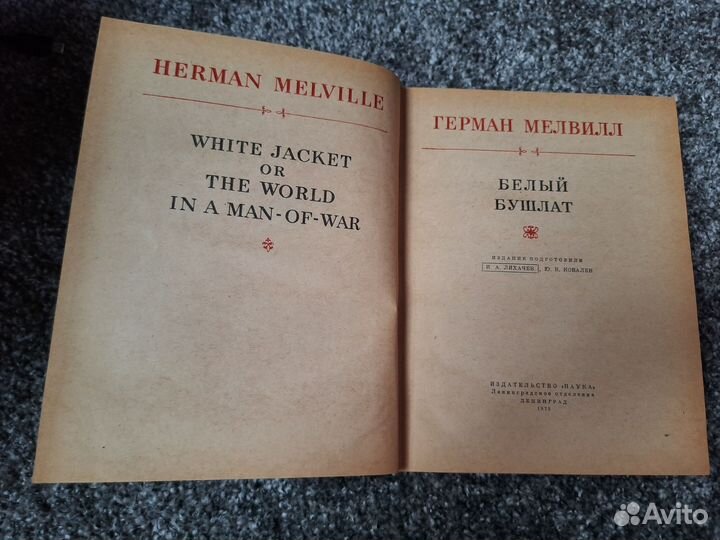 HERMAN MELVILLE
WHITE JACKET
OR
THE WORLD
IN A MAN-OF-WAR
ГЕРМАН МЕЛВИЛЛ
БЕЛЫЙ
БУШЛАТ
ИЗДАНИЕ ПОДГОТОВИЛИ
И. А. ЛИХАЧЕВ, Ю. В. КОВАЛЕВ
ИЗДАТЕЛЬСТВО «НАУКА»
Ленинградское отделение
ЛЕНИНГРАД
1973
Avito